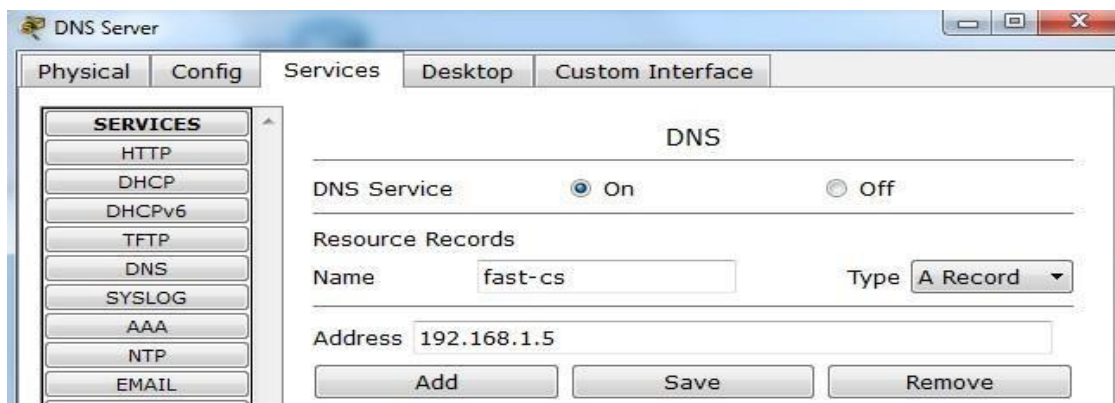 DNS Server
Physical Config Services Desktop Custom Interface
SERVICES
HTTP
DHCP
DHCPv6
TFTP
DNS
SYSLOG
AAA
NTP
EMAIL
DNS
DNS Service On Off
Resource Records
Name fast-cs Type A Record
Address 192.168.1.5
Add Save Remove